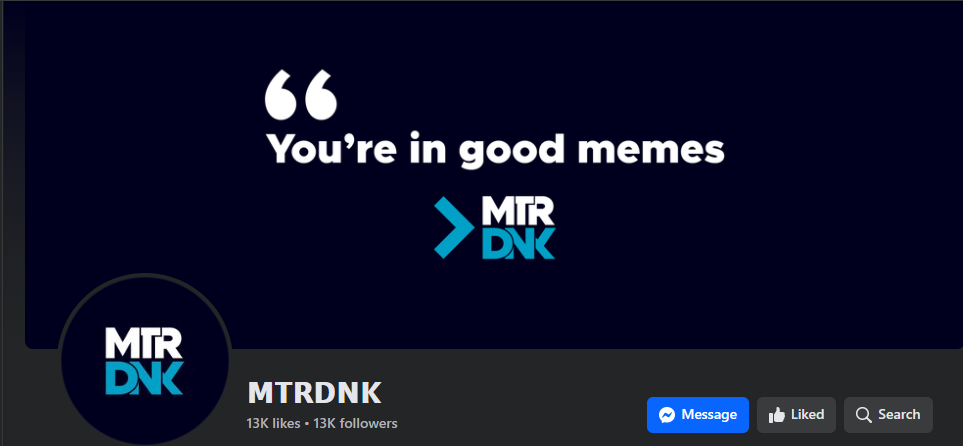 “
You’re in good memes
MTR
DNK
MTR
DNK
MTRDNK
13K likes • 13K followers
Message
Liked
Search